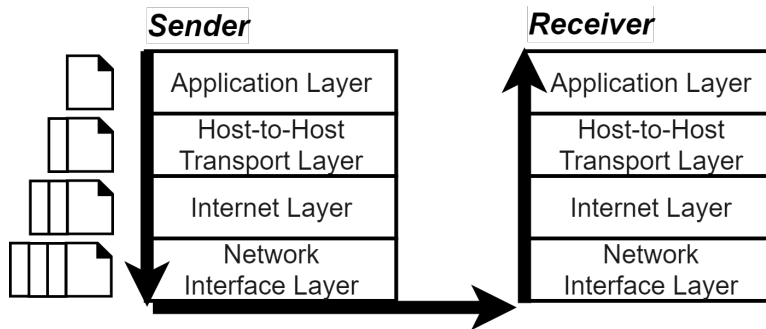 Sender
Application Layer
Host-to-Host
Transport Layer
Internet Layer
Network
Interface Layer
Receiver
Application Layer
Host-to-Host
Transport Layer
Internet Layer
Network
Interface Layer